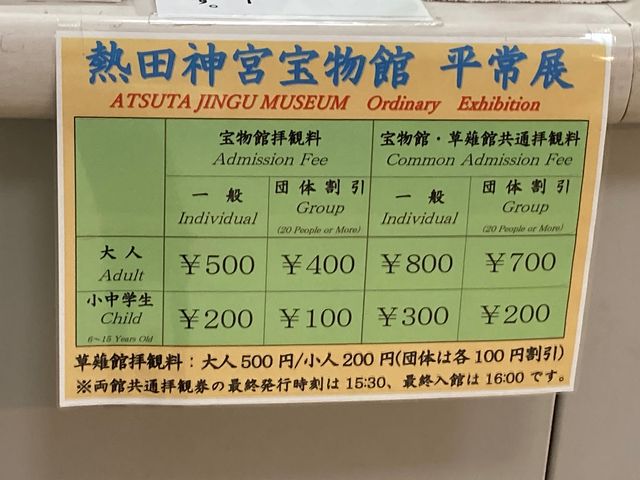 熱田神宮宝物館 平常展
ATSUTA JINGU MUSEUM Ordinary Exhibition
宝物館拝観料 宝物館・草薙館共通拝観料
Admission Fee Common Admission Fee
一般 団体割引 一般 団体割引
Individual Group Individual Group
(20 People or More) (20 People or More)
大人 ¥500 ¥400 ¥800 ¥700
Adult
小中学生 ¥200 ¥100 ¥300 ¥200
Child
6~15 Years Old
草薙館拝観料：大人500円/小人200円(団体は各100円割引)
※両館共通拝観券の最終発行時刻は15:30、最終入館は16:00です。